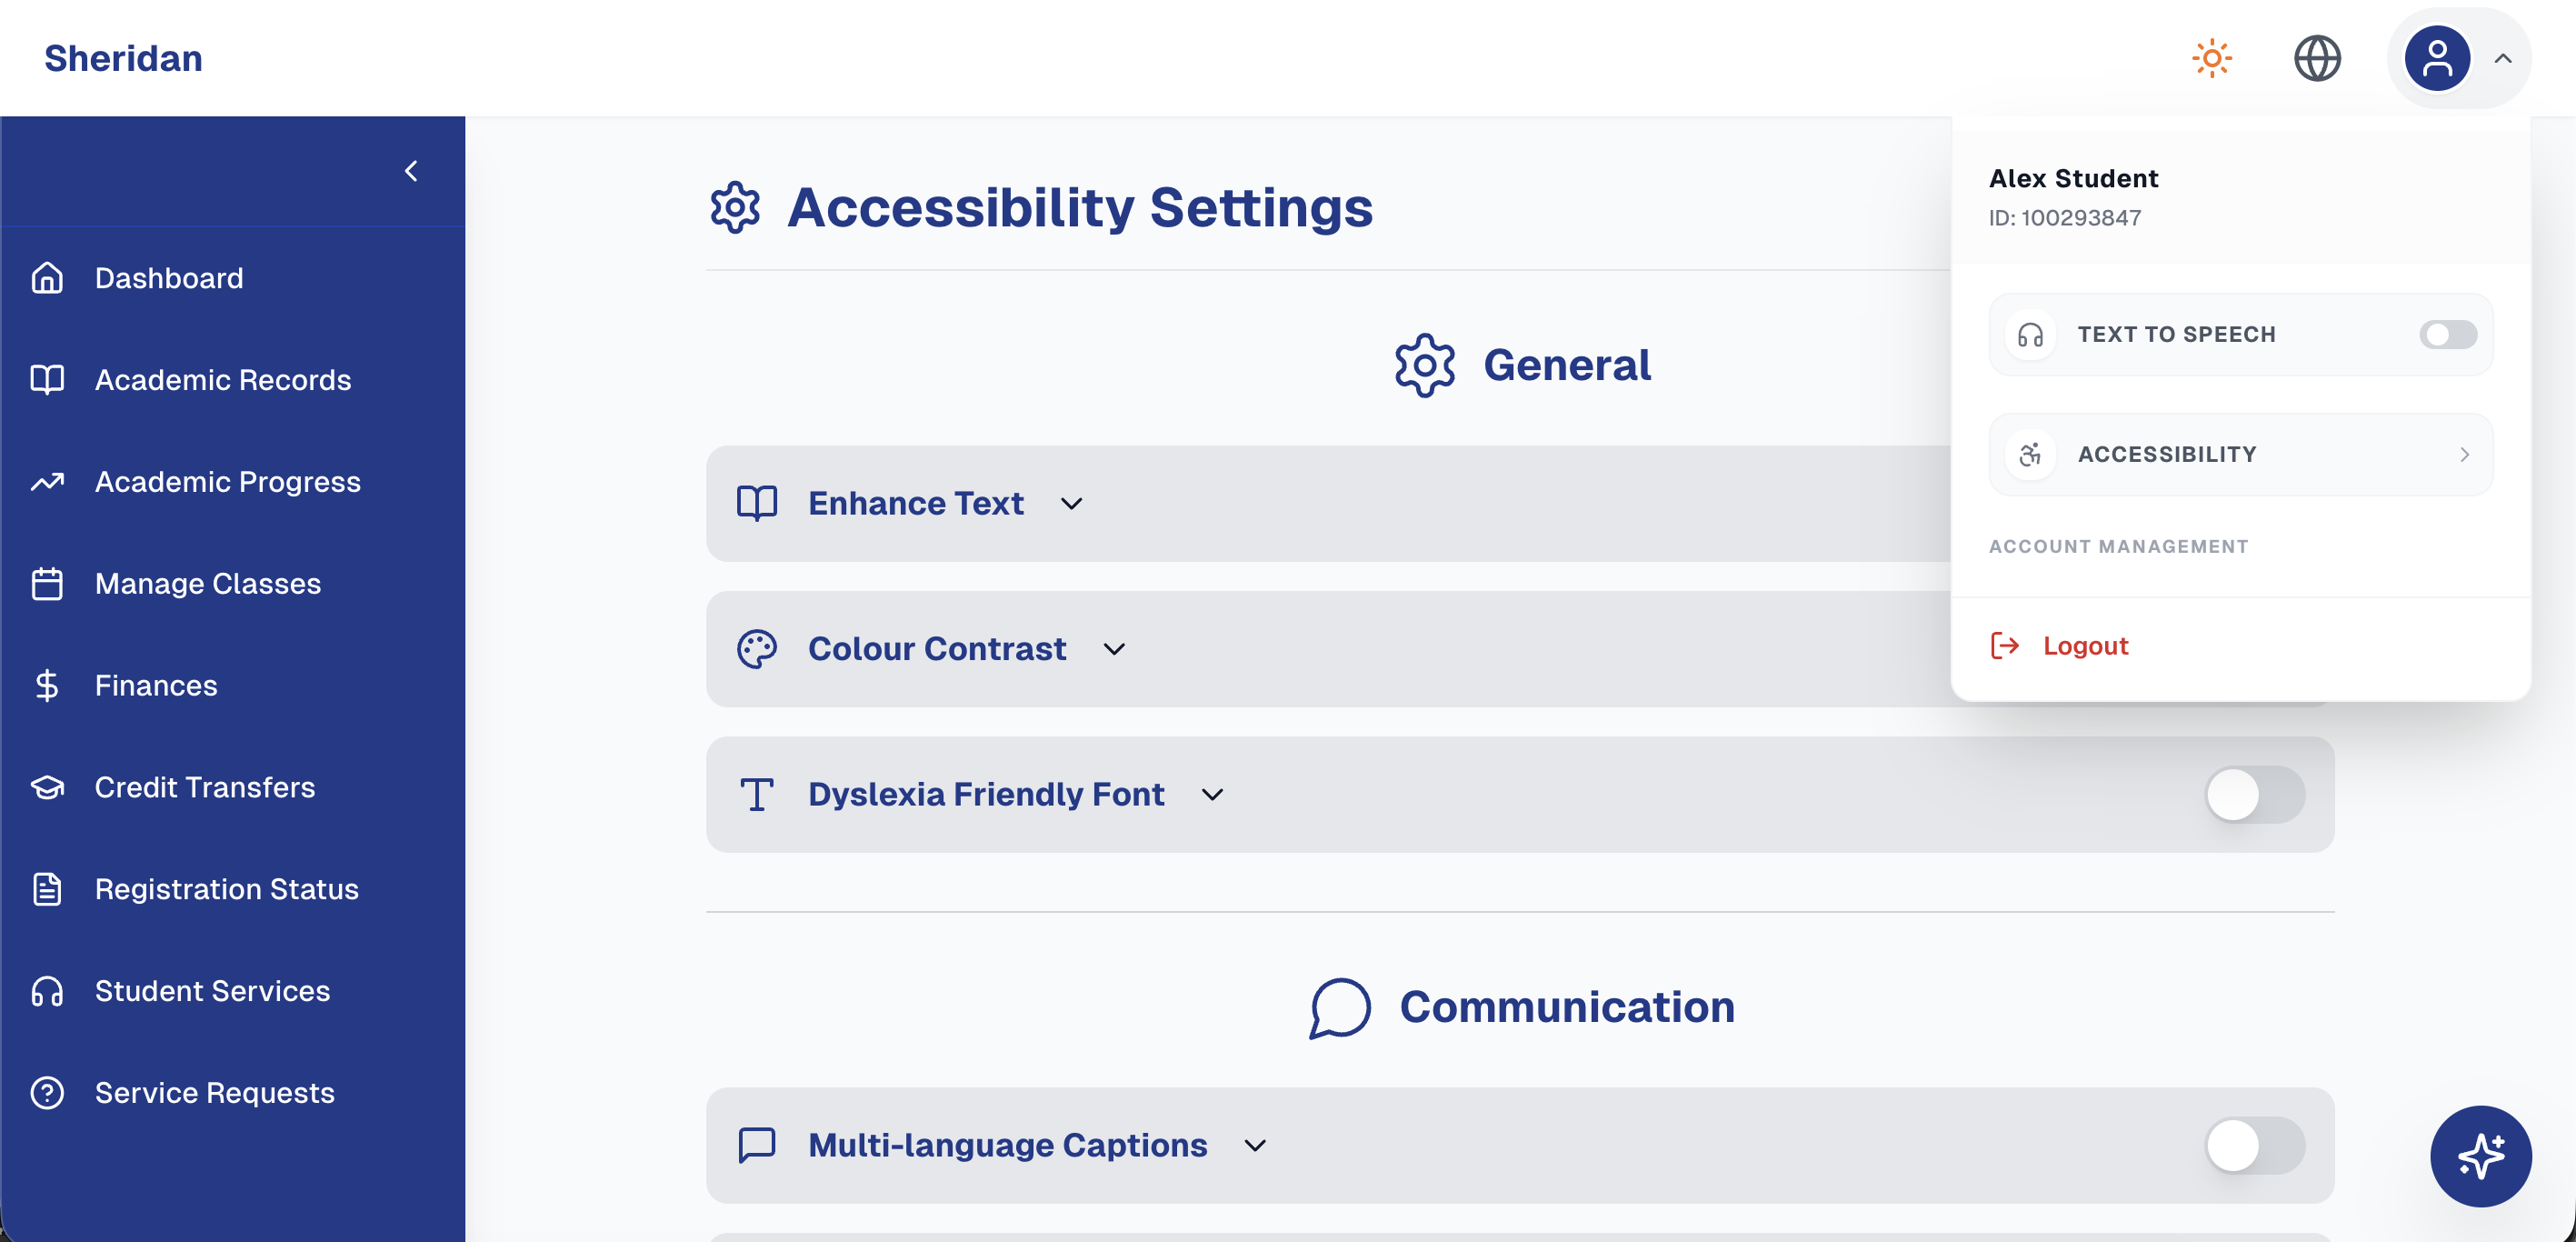 Sheridan
Dashboard
Academic Records
Academic Progress
Manage Classes
Finances
Credit Transfers
Registration Status
Student Services
Service Requests
Accessibility Settings
General
Enhance Text
Colour Contrast
Dyslexia Friendly Font
Communication
Multi-language Captions
Alex Student
ID: 100293847
TEXT TO SPEECH
ACCESSIBILITY
ACCOUNT MANAGEMENT
Logout